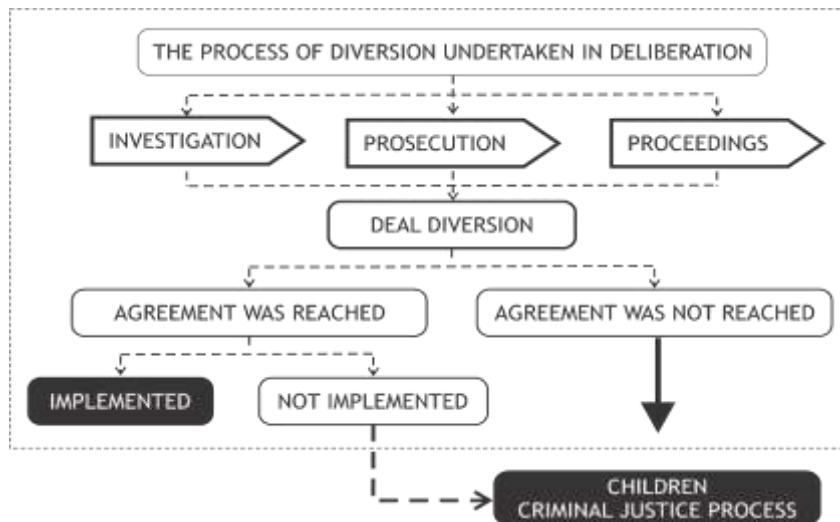 THE PROCESS OF DIVERSION UNDERTAKEN IN DELIBERATION
INVESTIGATION
PROSECUTION
PROCEEDINGS
DEAL DIVERSION
AGREEMENT WAS REACHED
AGREEMENT WAS NOT REACHED
IMPLEMENTED
NOT IMPLEMENTED
CHILDREN
CRIMINAL JUSTICE PROCESS